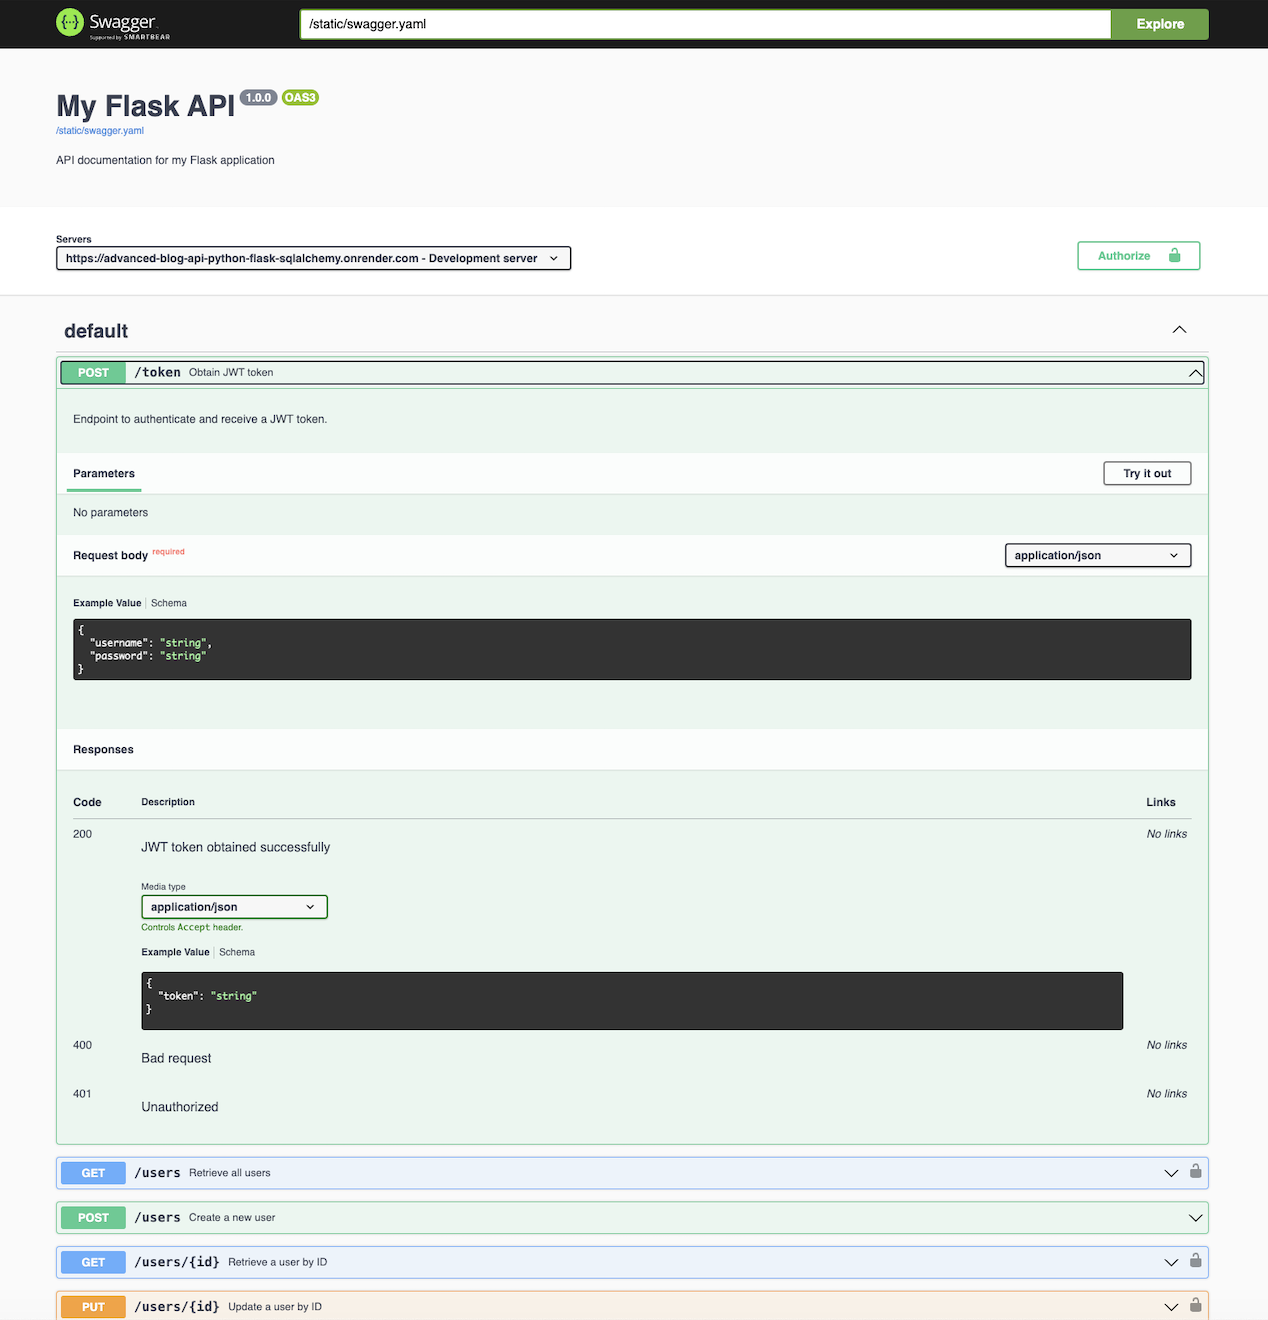 Swagger
Supported by SMARTBEAR
/static/swagger.yaml
Explore
My Flask API 1.0.0 OAS3
/static/swagger.yaml
API documentation for my Flask application
Servers
https://advanced-blog-api-python-flask-sqlalchemy.onrender.com - Development server
Authorize
default
POST /token Obtain JWT token
Endpoint to authenticate and receive a JWT token.
Parameters
Try it out
No parameters
Request body required
application/json
Example Value | Schema
{
"username": "string",
"password": "string"
}
Responses
Code Description Links
200 No links
JWT token obtained successfully
Media type
application/json
Controls Accept header.
Example Value | Schema
{
"token": "string"
}
400 No links
Bad request
401 No links
Unauthorized
GET /users Retrieve all users
POST /users Create a new user
GET /users/{id} Retrieve a user by ID
PUT /users/{id} Update a user by ID